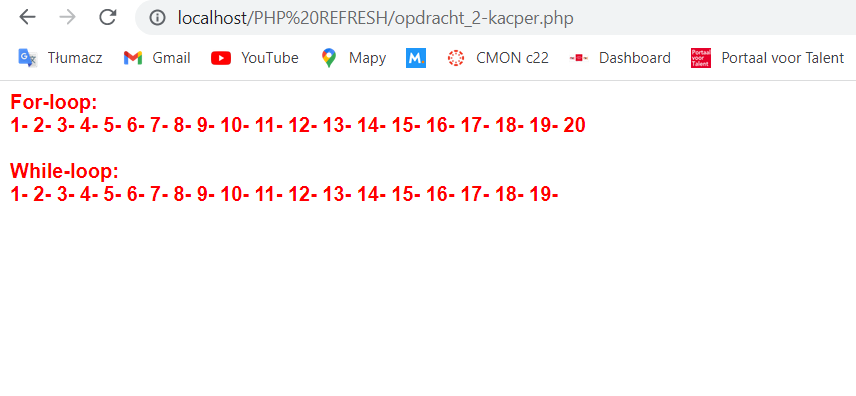 localhost/PHP%20REFRESH/opdracht_2-kacper.php
Tłumacz Gmail YouTube Mapy M. CMON c22 Dashboard Portaal voor Talent Portaal voor Talent
For-loop:
1- 2- 3- 4- 5- 6- 7- 8- 9- 10- 11- 12- 13- 14- 15- 16- 17- 18- 19- 20
While-loop:
1- 2- 3- 4- 5- 6- 7- 8- 9- 10- 11- 12- 13- 14- 15- 16- 17- 18- 19-